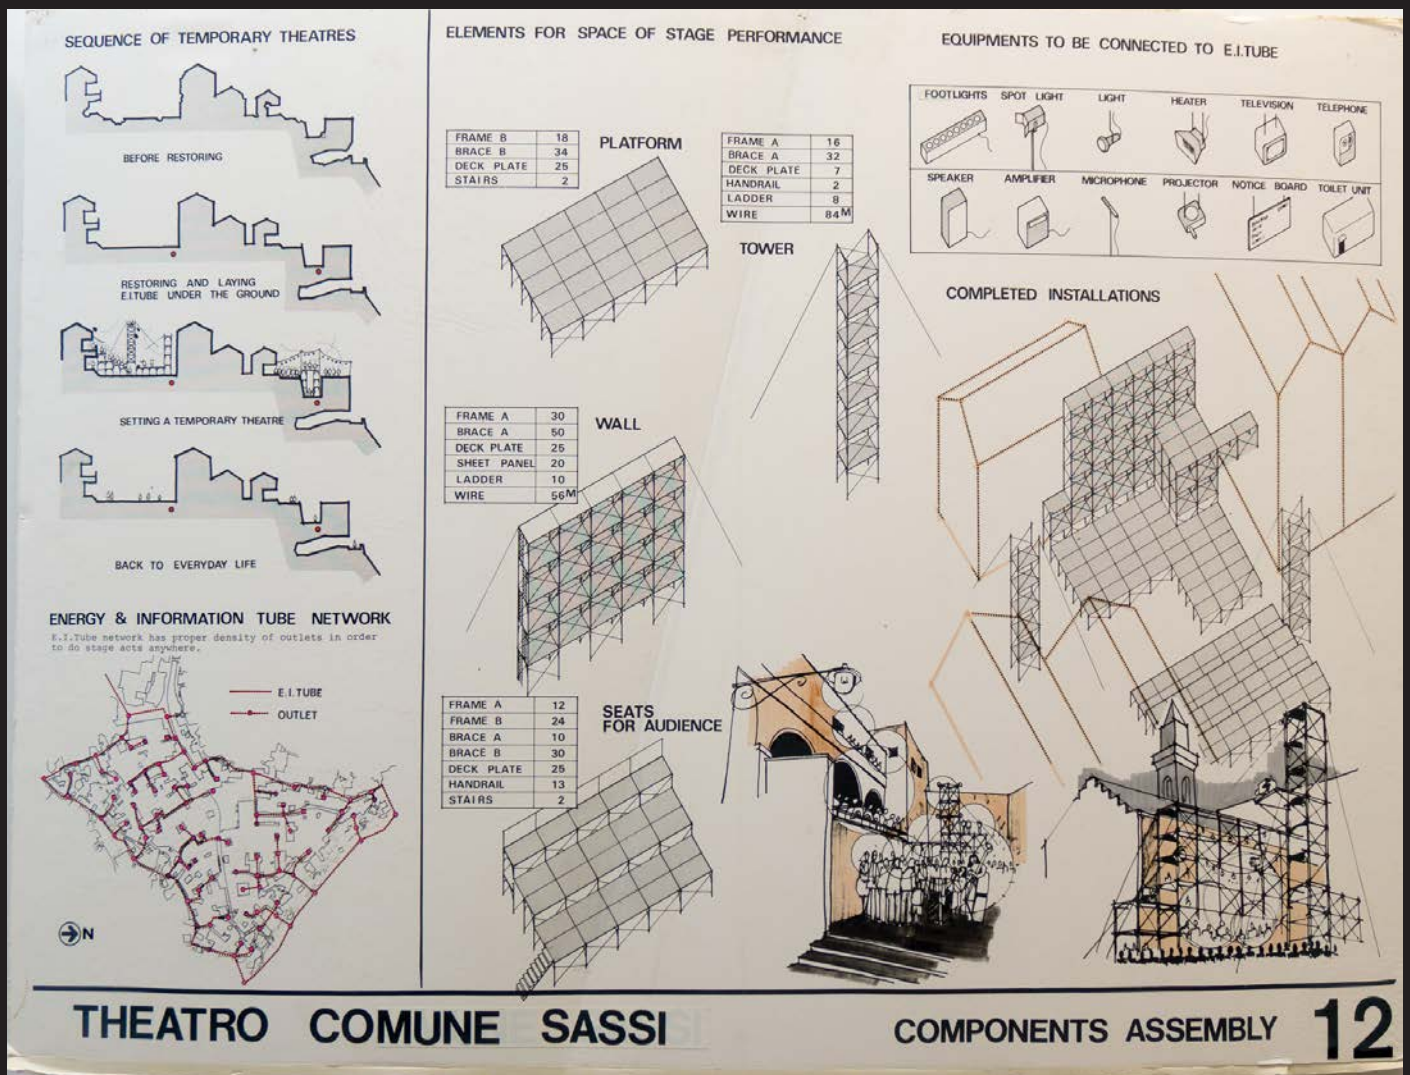 SEQUENCE OF TEMPORARY THEATRES
BEFORE RESTORING
RESTORING AND LAYING
E.I.TUBE UNDER THE GROUND
SETTING A TEMPORARY THEATRE
BACK TO EVERYDAY LIFE
ENERGY & INFORMATION TUBE NETWORK
E.I.Tube network has proper density of outlets in order
to do stage acts anywhere.
E.I.TUBE
OUTLET
N
ELEMENTS FOR SPACE OF STAGE PERFORMANCE
FRAME B 18
BRACE B 34
DECK PLATE 25
STAIRS 2
PLATFORM
FRAME A 16
BRACE A 32
DECK PLATE 7
HANDRAIL 2
LADDER 8
WIRE 84M
TOWER
FRAME A 30
BRACE A 50
DECK PLATE 25
SHEET PANEL 20
LADDER 10
WIRE 56M
WALL
FRAME A 12
FRAME B 24
BRACE A 10
BRACE B 30
DECK PLATE 25
HANDRAIL 13
STAIRS 2
SEATS
FOR AUDIENCE
EQUIPMENTS TO BE CONNECTED TO E.I.TUBE
FOOTLIGHTS SPOT LIGHT LIGHT HEATER TELEVISION TELEPHONE
SPEAKER AMPLIFIER MICROPHONE PROJECTOR NOTICE BOARD TOILET UNIT
COMPLETED INSTALLATIONS
THEATRO COMUNE SASSI
COMPONENTS ASSEMBLY 12